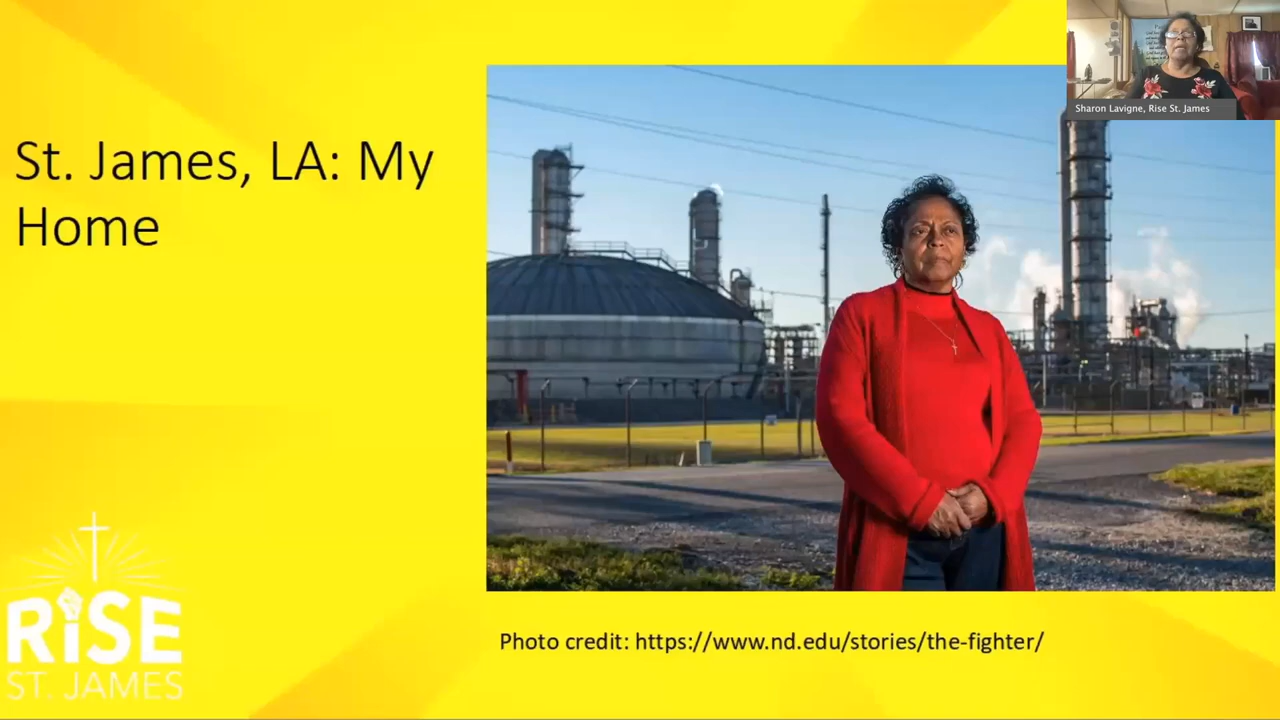 St. James, LA: My
Home
Sharon Lavigne, Rise St. James
RISE
ST. JAMES
Photo credit: https://www.nd.edu/stories/the-fighter/